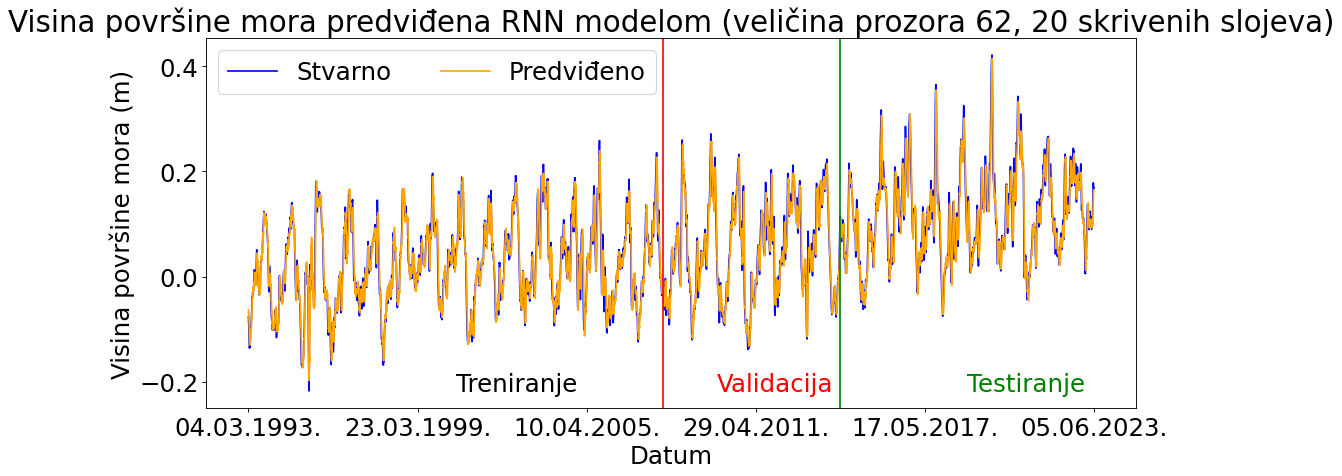 Visina površine mora predviđena RNN modelom (veličina prozora 62, 20 skrivenih slojeva)
Stvarno Predviđeno
Visina površine mora (m)
0.4
0.2
0.0
−0.2
Treniranje Validacija Testiranje
04.03.1993. 23.03.1999. 10.04.2005. 29.04.2011. 17.05.2017. 05.06.2023.
Datum